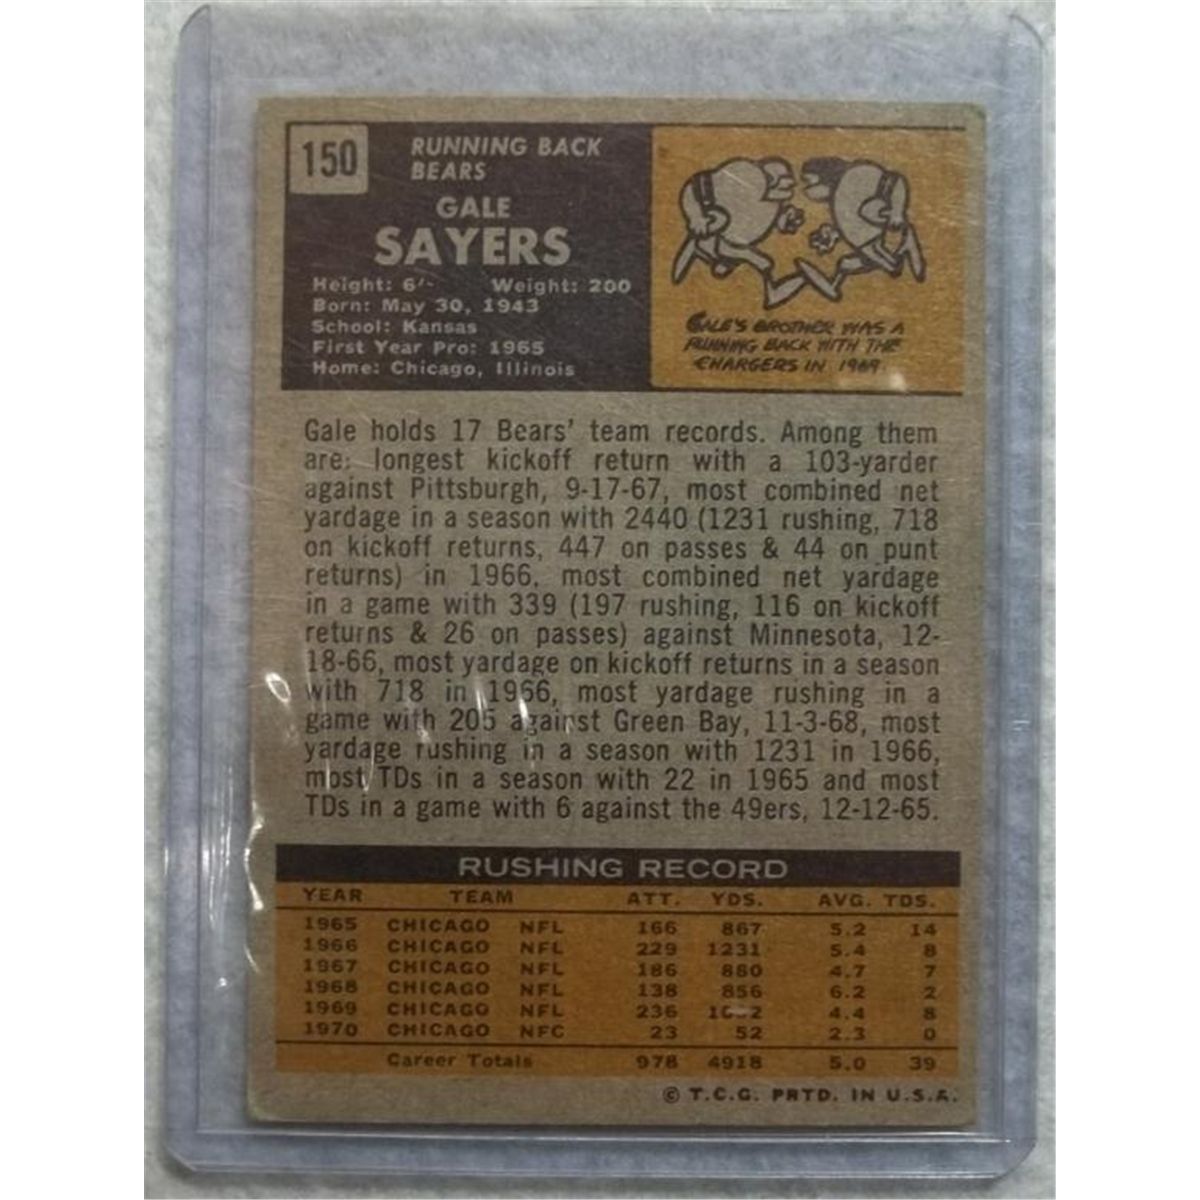 150
RUNNING BACK
BEARS
GALE
SAYERS
Height: 6'- Weight: 200
Born: May 30, 1943
School: Kansas
First Year Pro: 1965
Home: Chicago, Illinois
GALE'S BROTHER WAS A
RUNNING BACK WITH THE
CHARGERS IN 1969.
Gale holds 17 Bears' team records. Among them
are: longest kickoff return with a 103-yarder
against Pittsburgh, 9-17-67, most combined net
yardage in a season with 2440 (1231 rushing, 718
on kickoff returns, 447 on passes & 44 on punt
returns) in 1966, most combined net yardage
in a game with 339 (197 rushing, 116 on kickoff
returns & 26 on passes) against Minnesota, 12-
18-66, most yardage on kickoff returns in a season
with 718 in 1966, most yardage rushing in a
game with 205 against Green Bay, 11-3-68, most
yardage rushing in a season with 1231 in 1966,
most TDs in a season with 22 in 1965 and most
TDs in a game with 6 against the 49ers, 12-12-65.
RUSHING RECORD
YEAR TEAM ATT. YDS. AVG. TDS.
1965 CHICAGO NFL 166 867 5.2 14
1966 CHICAGO NFL 229 1231 5.4 8
1967 CHICAGO NFL 186 880 4.7 7
1968 CHICAGO NFL 138 856 6.2 2
1969 CHICAGO NFL 236 4.4 8
1970 CHICAGO NFC 23 52 2.3 0
Career Totals 978 4918 5.0 39
© T.C.G. PRTD. IN U.S.A.